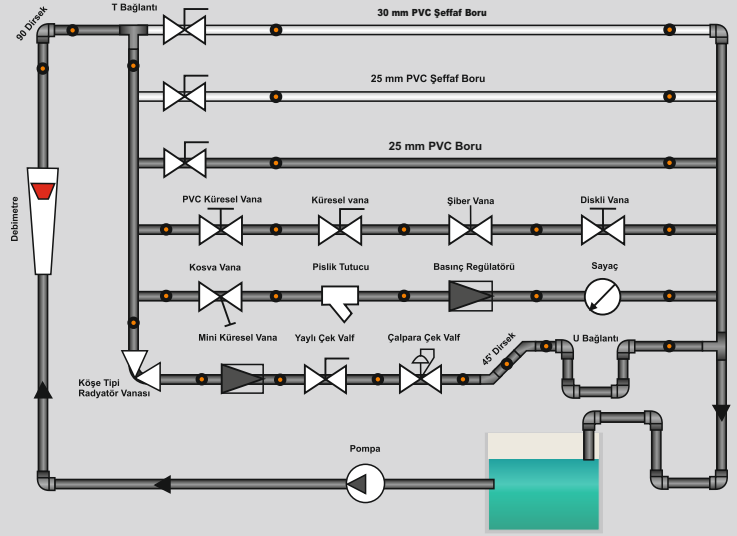 T Bağlantı
30 mm PVC Şeffaf Boru
90 Dirsek
25 mm PVC Şeffaf Boru
25 mm PVC Boru
Debimetre
PVC Küresel Vana
Küresel vana
Şiber Vana
Diskli Vana
Kosva Vana
Pislik Tutucu
Basınç Regülatörü
Sayaç
Mini Küresel Vana
Yaylı Çek Valf
Çalpara Çek Valf
45' Dirsek
U Bağlantı
Köşe Tipi
Radyatör Vanası
Pompa